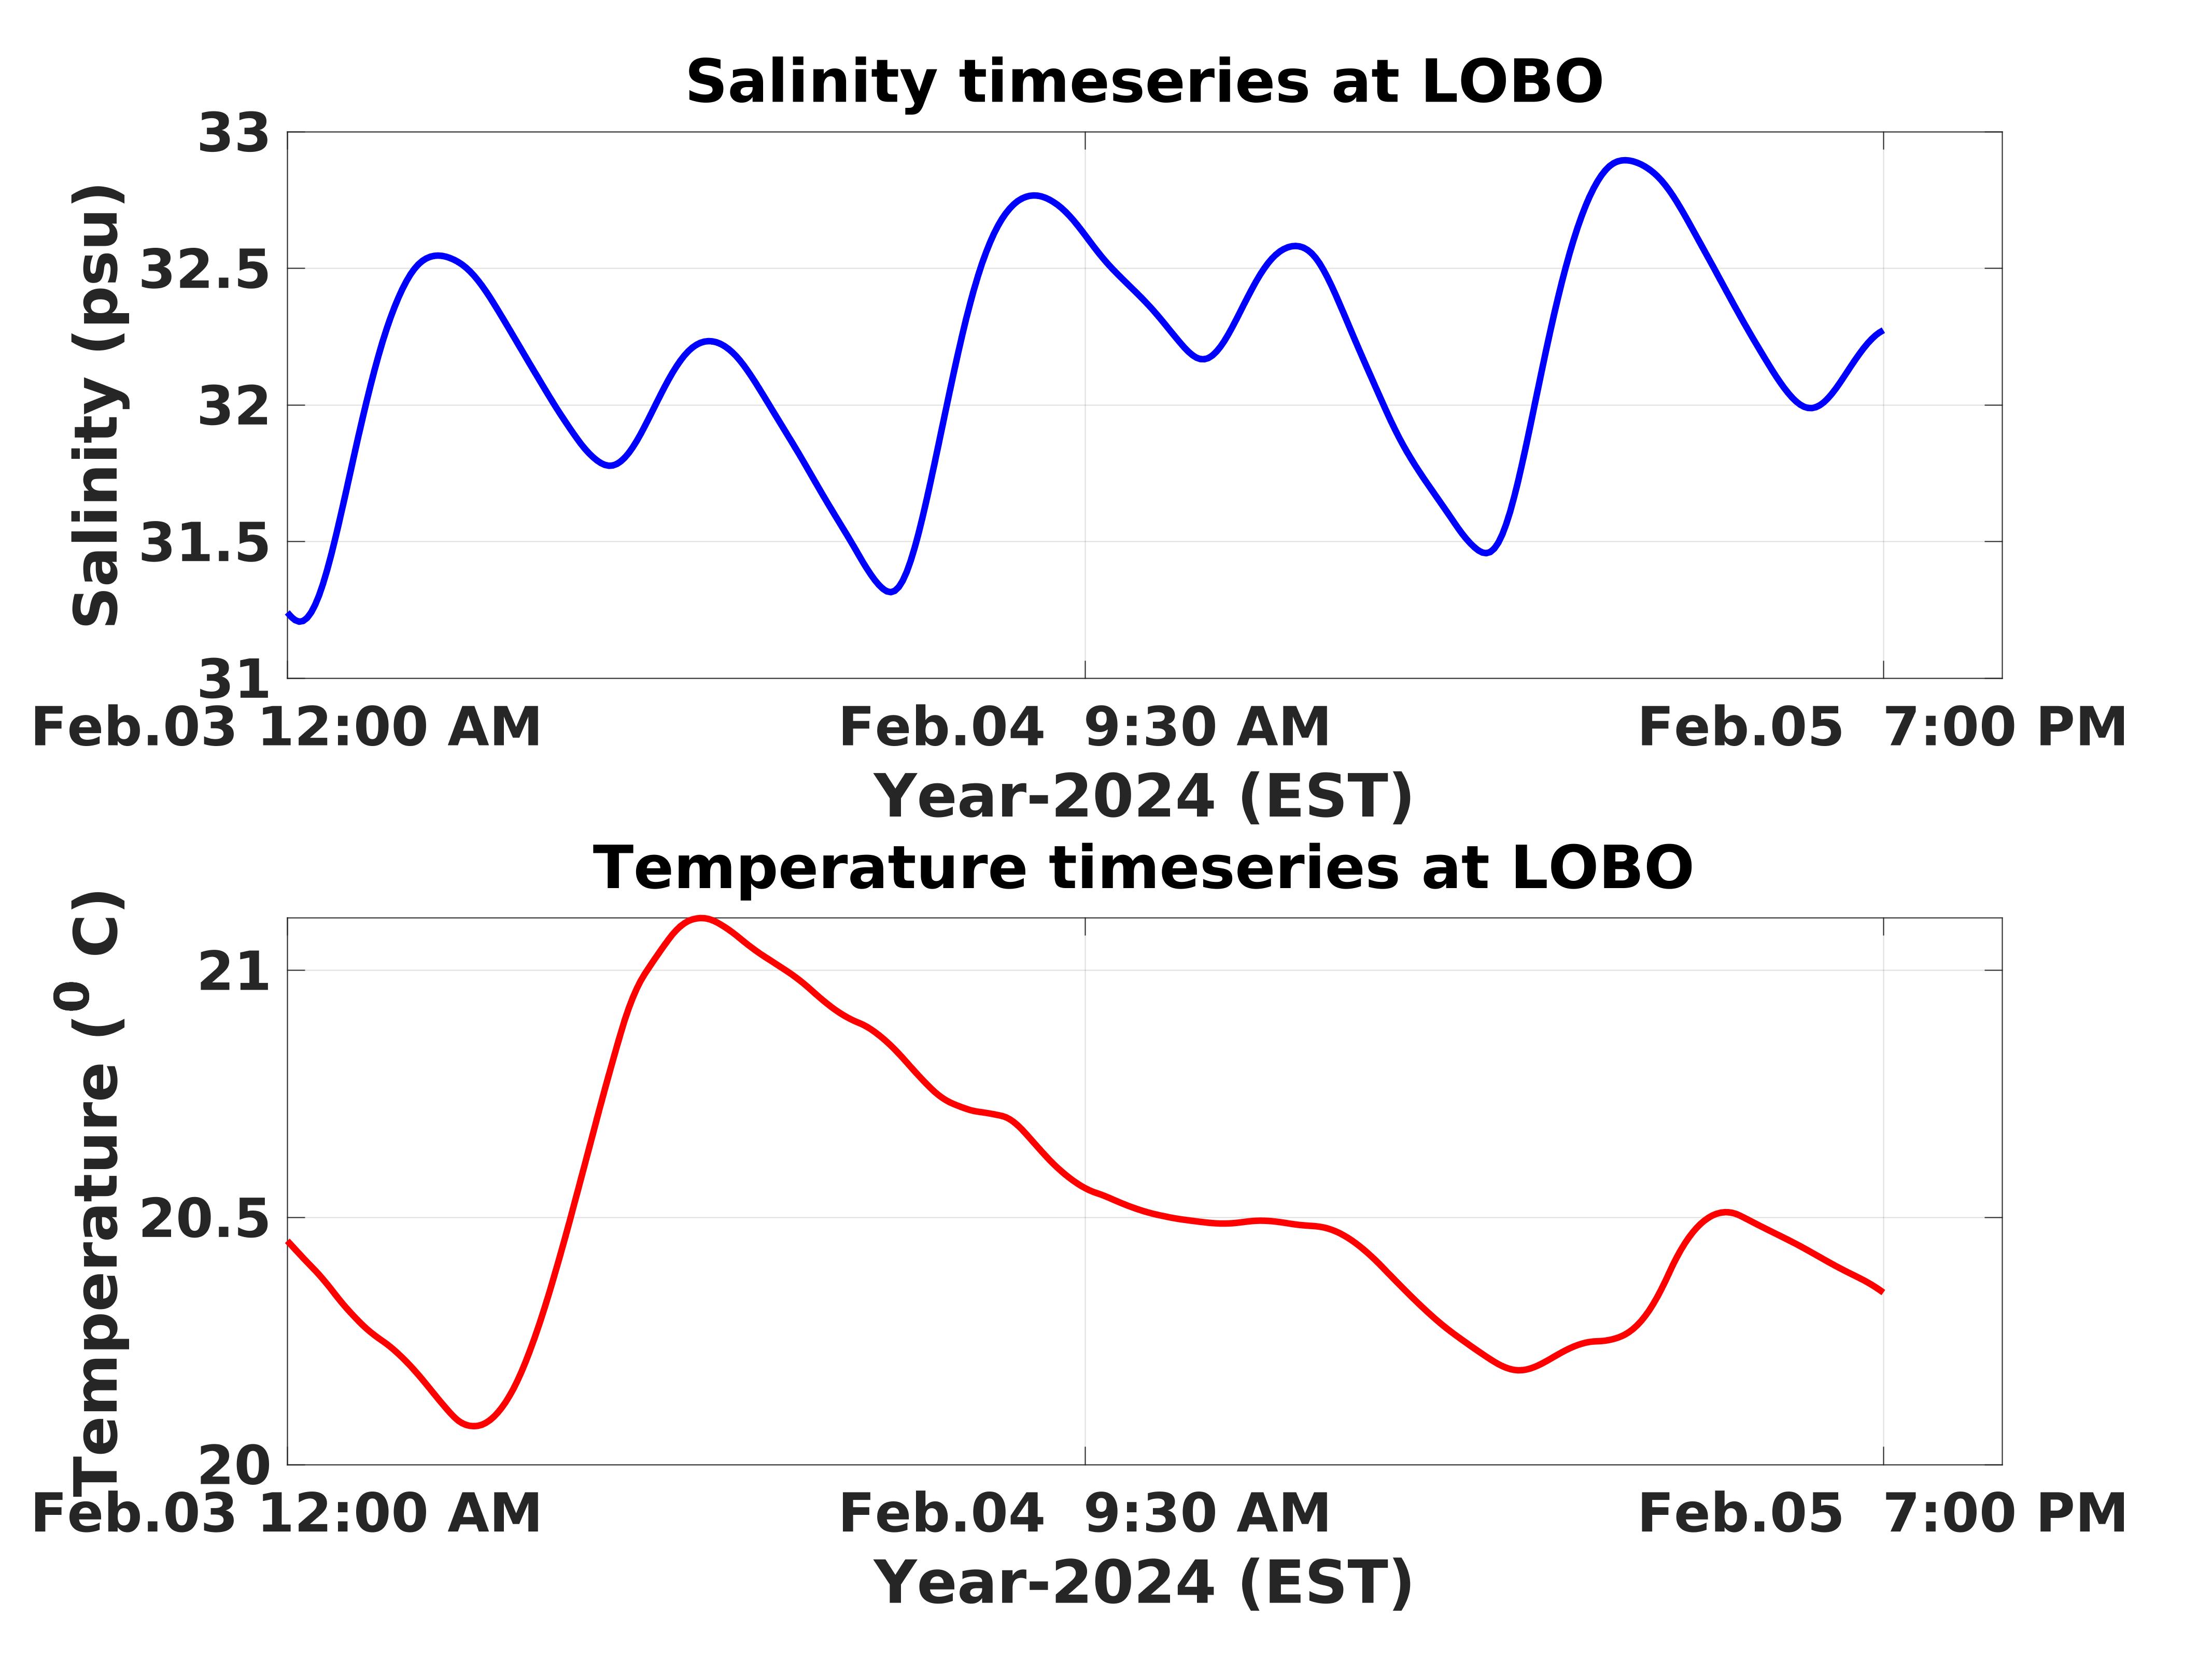 Salinity timeseries at LOBO
Salinity (psu)
33
32.5
32
31.5
31
Feb.03 12:00 AM Feb.04  9:30 AM Feb.05  7:00 PM
Year-2024 (EST)
Temperature timeseries at LOBO
Temperature (⁰ C)
21
20.5
20
Feb.03 12:00 AM Feb.04  9:30 AM Feb.05  7:00 PM
Year-2024 (EST)